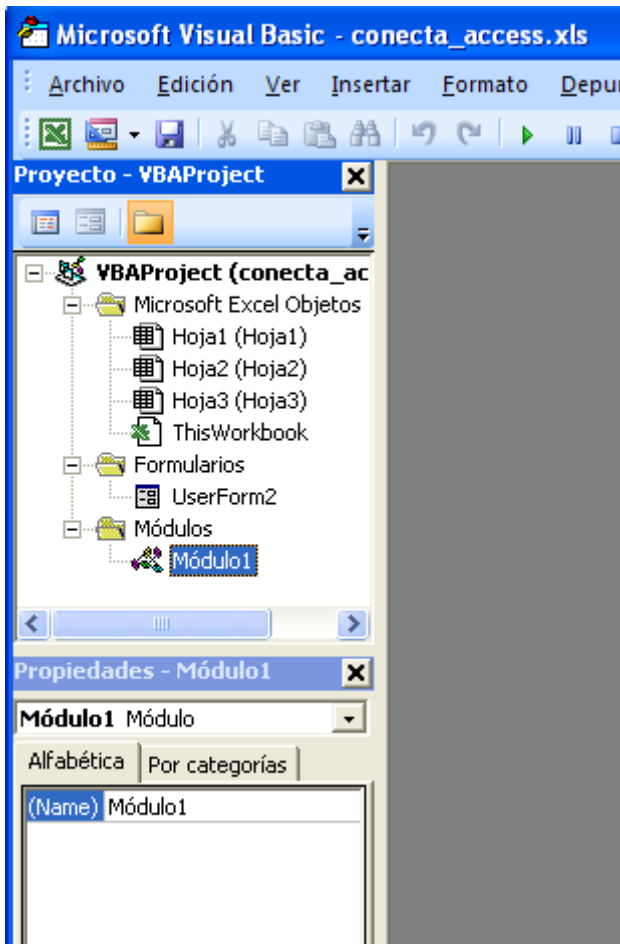 Microsoft Visual Basic - conecta_access.xls
Archivo Edición Ver Insertar Formato Depur
Proyecto - VBAProject
VBAProject (conecta_ac
Microsoft Excel Objetos
Hoja1 (Hoja1)
Hoja2 (Hoja2)
Hoja3 (Hoja3)
ThisWorkbook
Formularios
UserForm2
Módulos
Módulo1
Propiedades - Módulo1
Módulo1 Módulo
Alfabética Por categorías
(Name) Módulo1